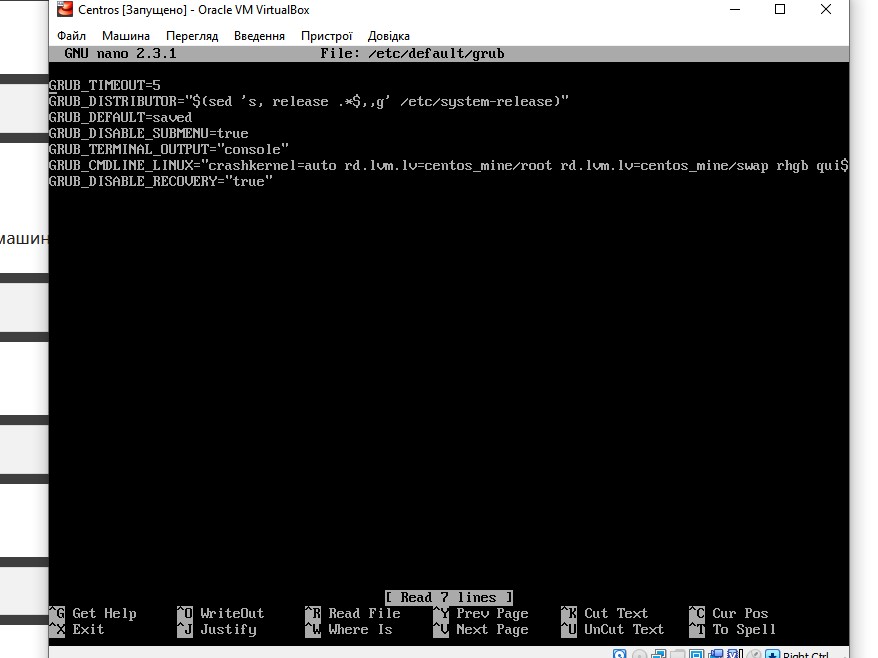 Centros [Запущено] - Oracle VM VirtualBox
Файл Машина Перегляд Введення Пристрої Довідка
GNU nano 2.3.1 File: /etc/default/grub
GRUB_TIMEOUT=5
GRUB_DISTRIBUTOR="$(sed 's, release .*$,,g' /etc/system-release)"
GRUB_DEFAULT=saved
GRUB_DISABLE_SUBMENU=true
GRUB_TERMINAL_OUTPUT="console"
GRUB_CMDLINE_LINUX="crashkernel=auto rd.lvm.lv=centos_mine/root rd.lvm.lv=centos_mine/swap rhgb qui$
GRUB_DISABLE_RECOVERY="true"
[ Read 7 lines ]
^G Get Help ^O WriteOut ^R Read File ^Y Prev Page ^K Cut Text ^C Cur Pos
^X Exit ^J Justify ^W Where Is ^V Next Page ^U UnCut Text ^T To Spell
Right Ctrl